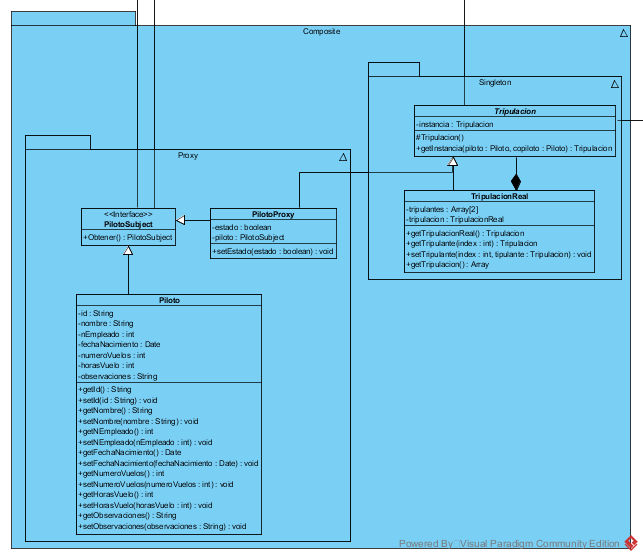 Composite
Singleton
Tripulacion
-instancia : Tripulacion
#Tripulacion()
+getInstancia(piloto : Piloto, copiloto : Piloto) : Tripulacion
TripulacionReal
-tripulantes : Array[2]
-tripulacion : TripulacionReal
+getTripulacionReal() : Tripulacion
+getTripulante(index : int) : Tripulacion
+setTripulante(index : int, tipulante : Tripulacion) : void
+getTripulacion() : Array
Proxy
<<Interface>>
PilotoSubject
+Obtener() : PilotoSubject
PilotoProxy
-estado : boolean
-piloto : PilotoSubject
+setEstado(estado : boolean) : void
Piloto
-id : String
-nombre : String
-nEmpleado : int
-fechaNacimiento : Date
-numeroVuelos : int
-horasVuelo : int
-observaciones : String
+getId() : String
+setId(id : String) : void
+getNombre() : String
+setNombre(nombre : String) : void
+getNEmpleado() : int
+setNEmpleado(nEmpleado : int) : void
+getFechaNacimiento() : Date
+setFechaNacimiento(fechaNacimiento : Date) : void
+getNumeroVuelos() : int
+setNumeroVuelos(numeroVuelos : int) : void
+getHorasVuelo() : int
+setHorasVuelo(horasVuelo : int) : void
+getObservaciones() : String
+setObservaciones(observaciones : String) : void
Powered By Visual Paradigm Community Edition